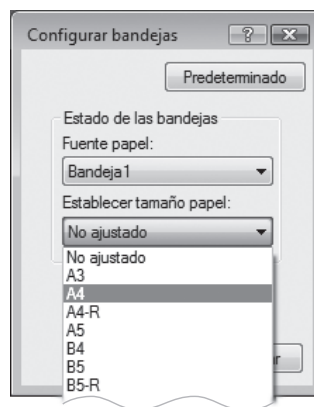 Configurar bandejas
Predeterminado
Estado de las bandejas
Fuente papel:
Bandeja1
Establecer tamaño papel:
No ajustado
No ajustado
A3
A4
A4-R
A5
B4
B5
B5-R